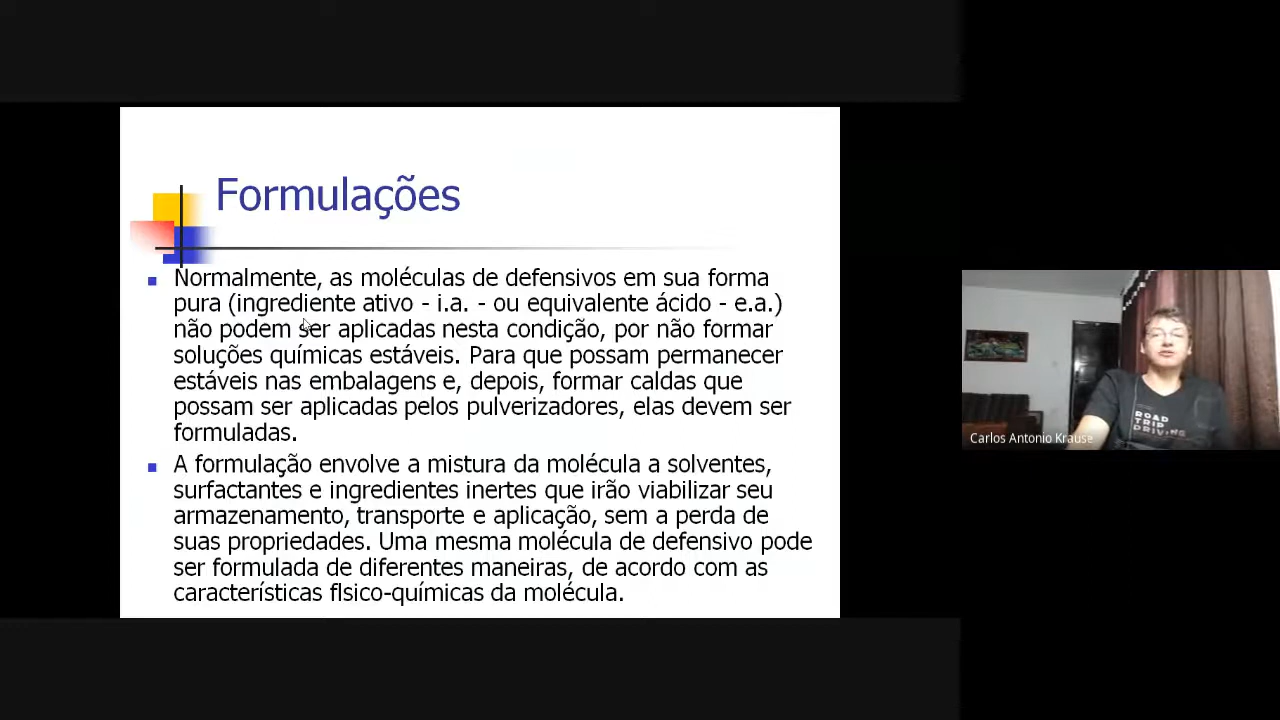 Formulações
Normalmente, as moléculas de defensivos em sua forma
pura (ingrediente ativo - i.a. - ou equivalente ácido - e.a.)
não podem ser aplicadas nesta condição, por não formar
soluções químicas estáveis. Para que possam permanecer
estáveis nas embalagens e, depois, formar caldas que
possam ser aplicadas pelos pulverizadores, elas devem ser
formuladas.
A formulação envolve a mistura da molécula a solventes,
surfactantes e ingredientes inertes que irão viabilizar seu
armazenamento, transporte e aplicação, sem a perda de
suas propriedades. Uma mesma molécula de defensivo pode
ser formulada de diferentes maneiras, de acordo com as
características flsico-químicas da molécula.
ROAD
TRIP
DRIVING
Carlos Antonio Krause